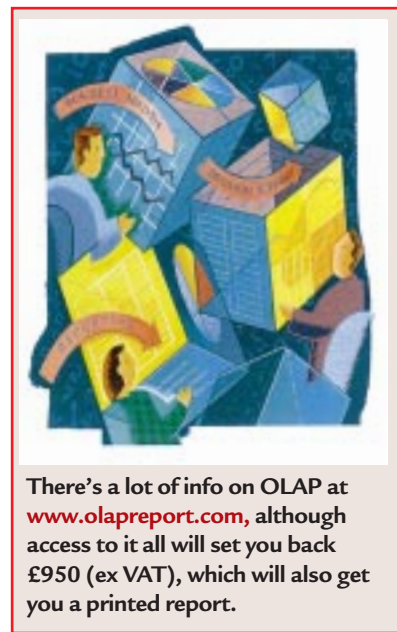 There's a lot of info on OLAP at
www.olapreport.com, although
access to it all will set you back
£950 (ex VAT), which will also get
you a printed report.